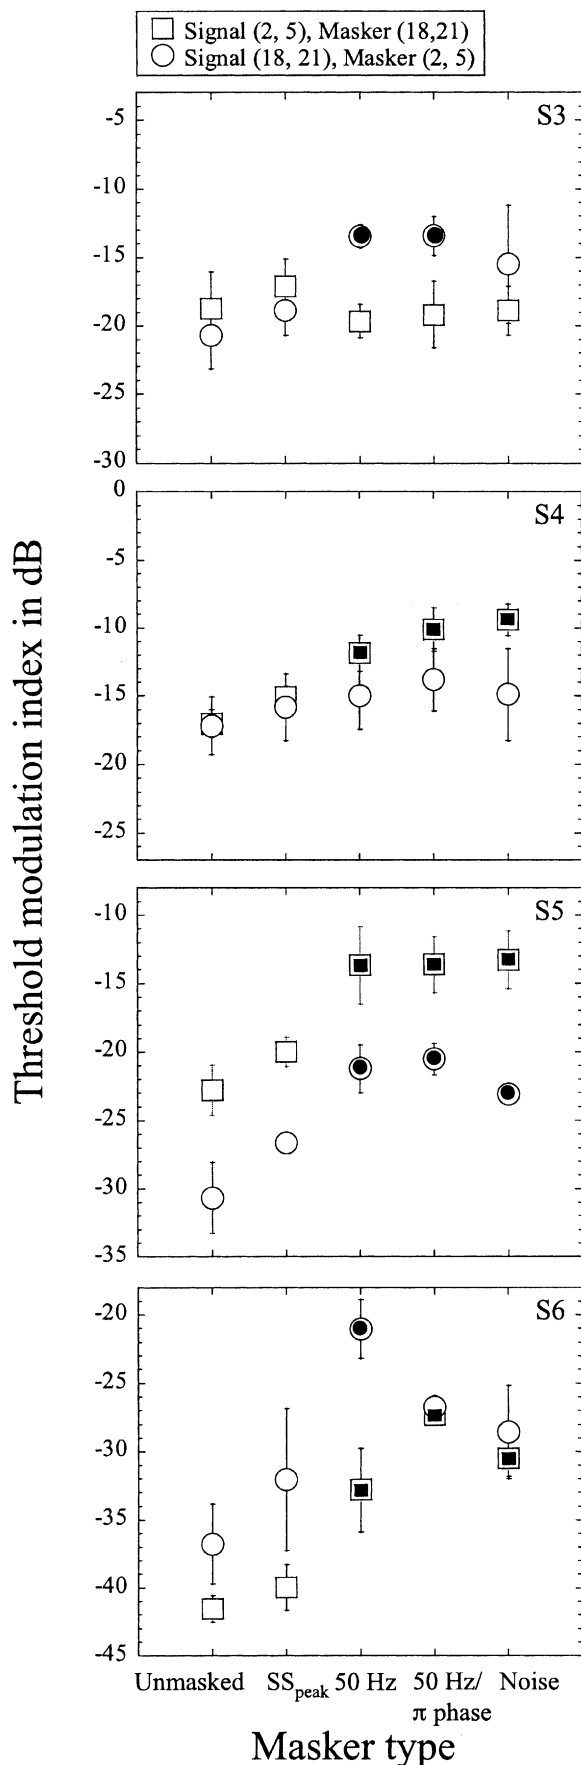 Signal (2, 5), Masker (18,21)
Signal (18, 21), Masker (2, 5)
Threshold modulation index in dB
S3
-5
-10
-15
-20
-25
-30
S4
0
-5
-10
-15
-20
-25
S5
-10
-15
-20
-25
-30
-35
S6
-20
-25
-30
-35
-40
-45
Unmasked SSpeak 50 Hz 50 Hz/ Noise
π phase
Masker type